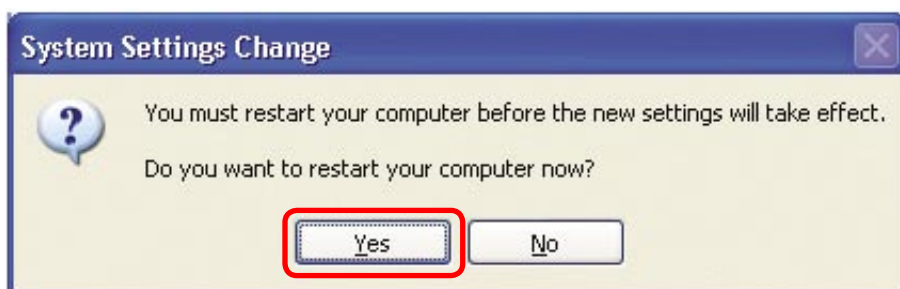 System Settings Change
You must restart your computer before the new settings will take effect.
Do you want to restart your computer now?
Yes No